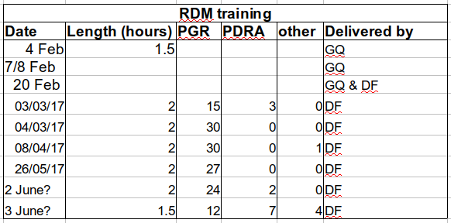 RDM training
Date Length (hours) PGR PDRA other Delivered by
4 Feb 1.5 GQ
7/8 Feb GQ
20 Feb GQ & DF
03/03/17 2 15 3 0 DF
04/03/17 2 30 0 0 DF
08/04/17 2 30 0 1 DF
26/05/17 2 27 0 0 DF
2 June? 2 24 2 0 DF
3 June? 1.5 12 7 4 DF